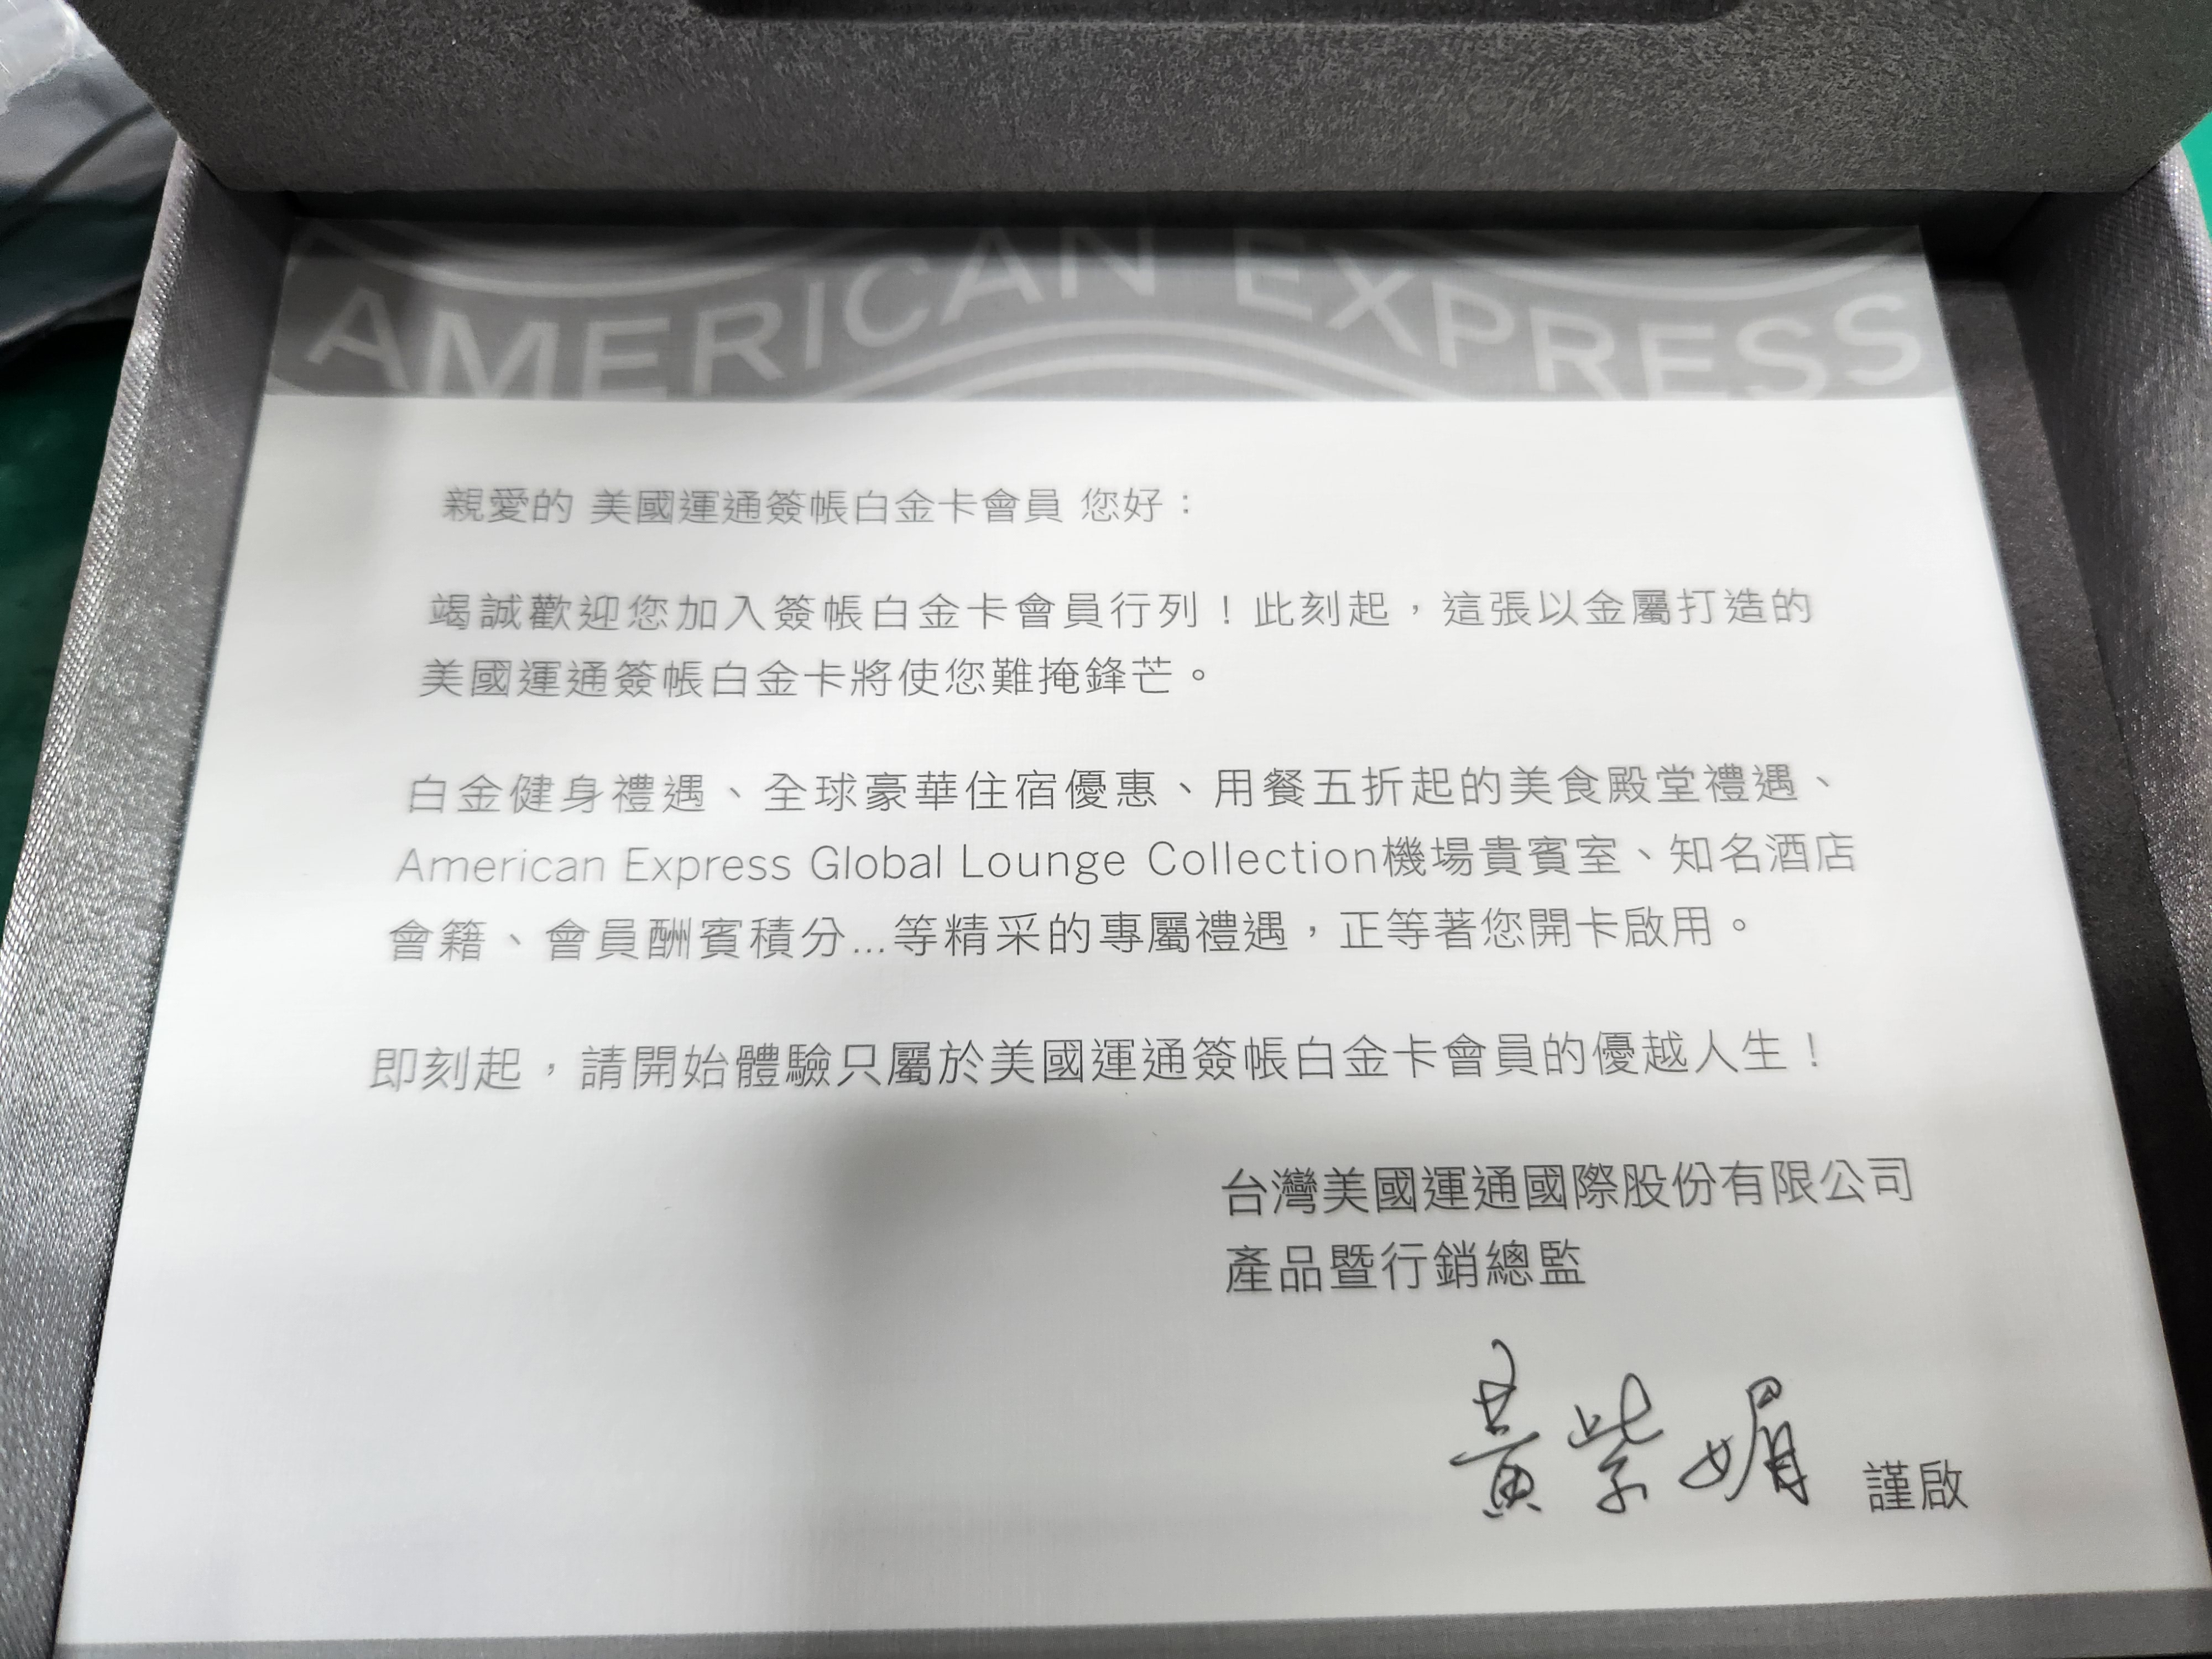 AMERICAN EXPRESS
親愛的 美國運通簽帳白金卡會員 您好：
竭誠歡迎您加入簽帳白金卡會員行列！此刻起，這張以金屬打造的
美國運通簽帳白金卡將使您難掩鋒芒。
白金健身禮遇、全球豪華住宿優惠、用餐五折起的美食殿堂禮遇、
American Express Global Lounge Collection機場貴賓室、知名酒店
會籍、會員酬賓積分...等精采的專屬禮遇，正等著您開卡啟用。
即刻起，請開始體驗只屬於美國運通簽帳白金卡會員的優越人生！
台灣美國運通國際股份有限公司
產品暨行銷總監
黃紫媚 謹啟